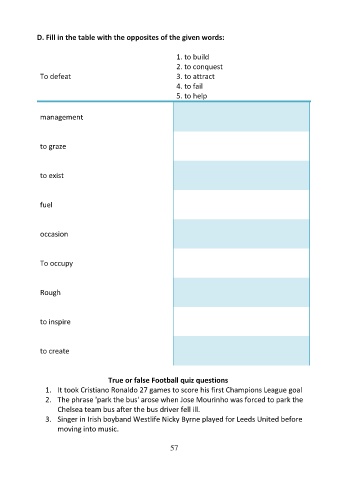 D. Fill in the table with the opposites of the given words:
1. to build
2. to conquest
To defeat 3. to attract
4. to fail
5. to help
management
to graze
to exist
fuel
occasion
To occupy
Rough
to inspire
to create
True or false Football quiz questions
1. It took Cristiano Ronaldo 27 games to score his first Champions League goal
2. The phrase 'park the bus' arose when Jose Mourinho was forced to park the
Chelsea team bus after the bus driver fell ill.
3. Singer in Irish boyband Westlife Nicky Byrne played for Leeds United before
moving into music.
57